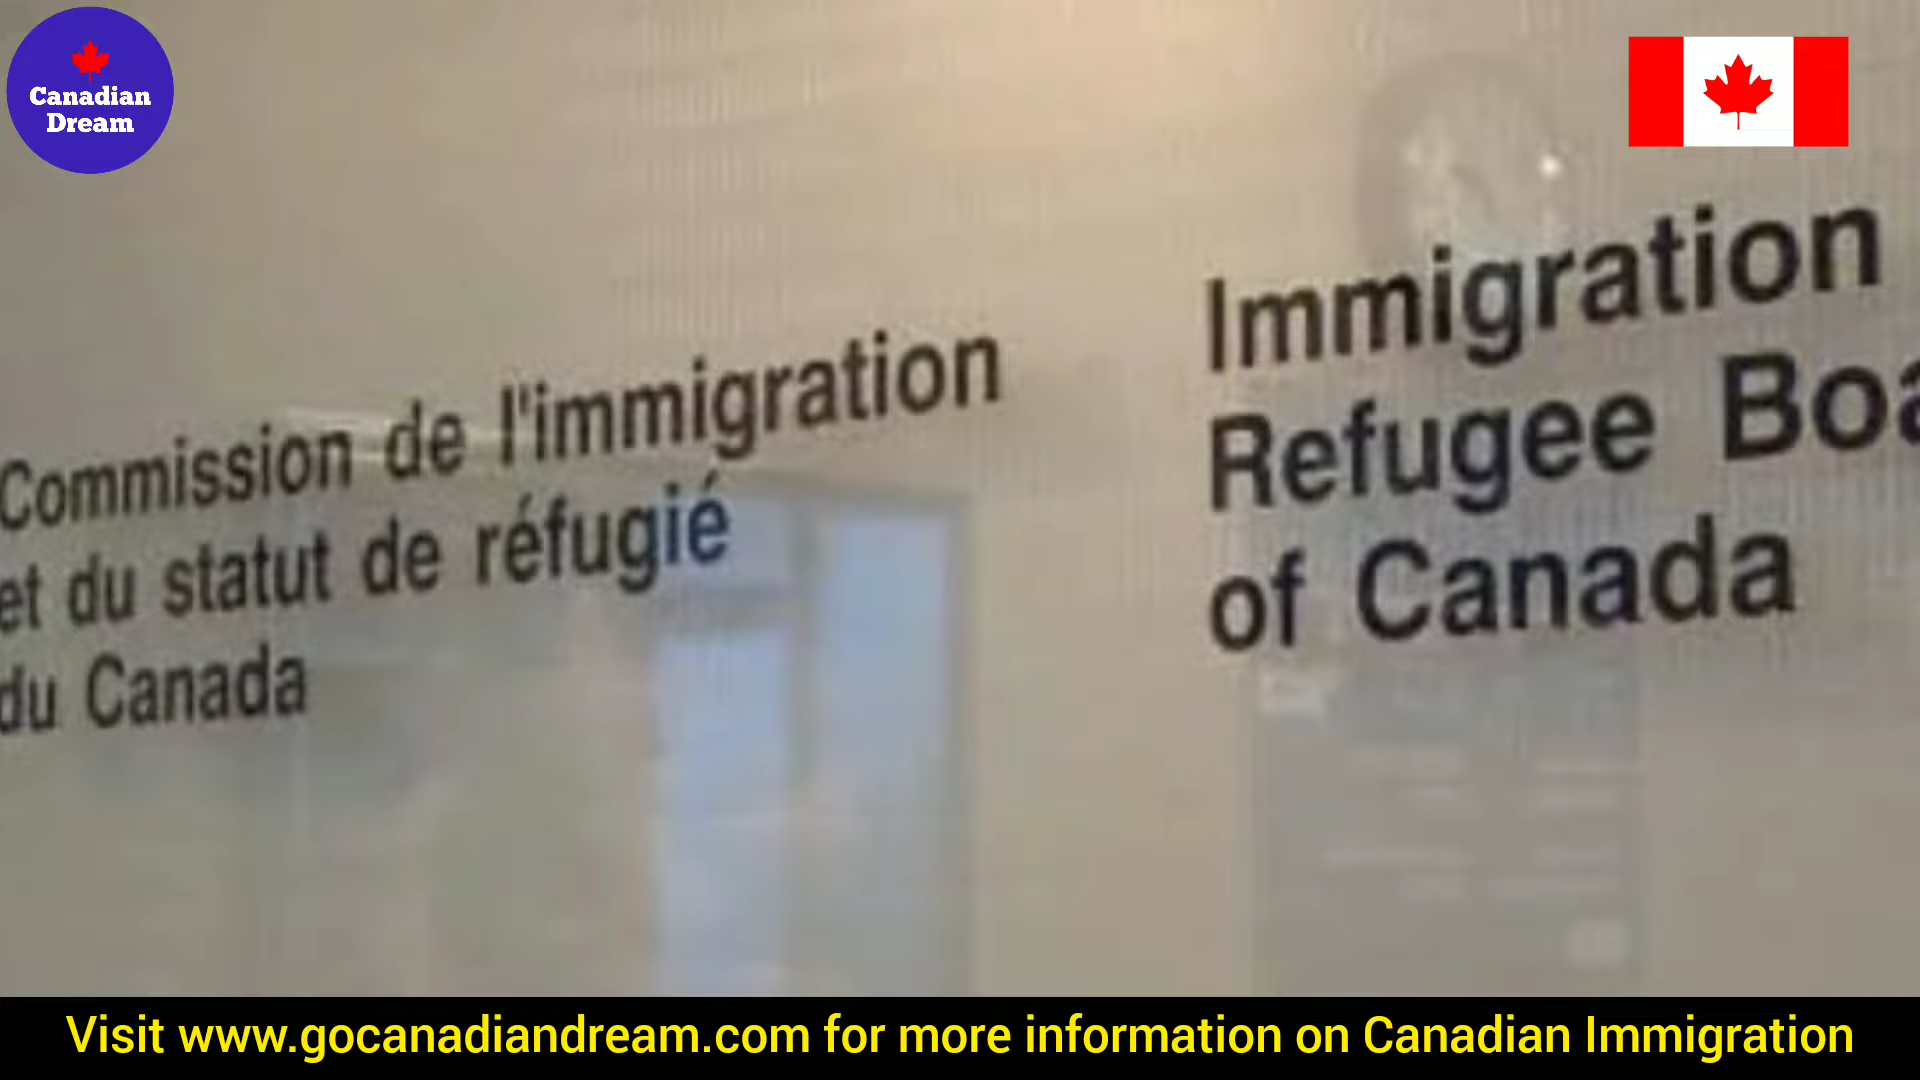 Canadian
Dream
Commission de l'immigration
et du statut de réfugié
du Canada
Immigration
Refugee
of Canada
Visit www.gocanadiandream.com for more information on Canadian Immigration